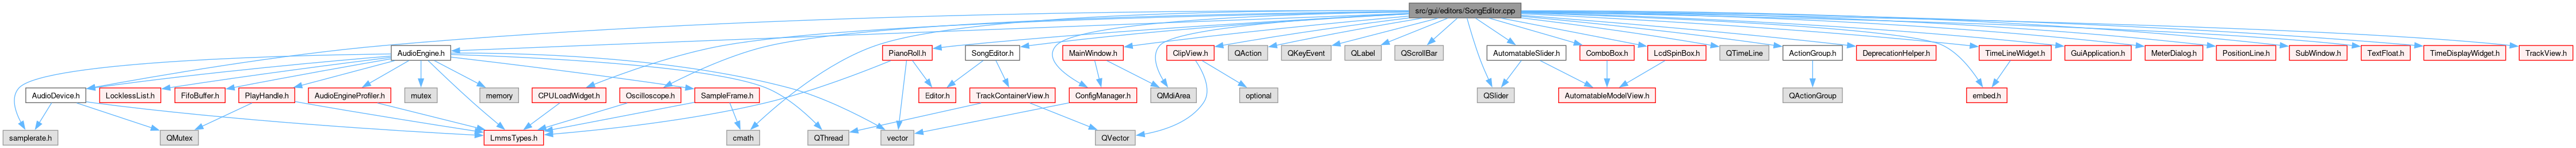 src/gui/editors/SongEditor.cpp
AudioEngine.h
PianoRoll.h
SongEditor.h
MainWindow.h
ClipView.h
QAction
QKeyEvent
QLabel
QScrollBar
AutomatableSlider.h
ComboBox.h
LcdSpinBox.h
QTimeLine
ActionGroup.h
DeprecationHelper.h
TimeLineWidget.h
GuiApplication.h
MeterDialog.h
PositionLine.h
SubWindow.h
TextFloat.h
TimeDisplayWidget.h
TrackView.h
AudioDevice.h
LocklessList.h
FifoBuffer.h
PlayHandle.h
AudioEngineProfiler.h
mutex
memory
CPULoadWidget.h
Oscilloscope.h
SampleFrame.h
Editor.h
TrackContainerView.h
ConfigManager.h
QMdiArea
optional
QSlider
AutomatableModelView.h
QActionGroup
embed.h
samplerate.h
QMutex
LmmsTypes.h
cmath
QThread
vector
QVector